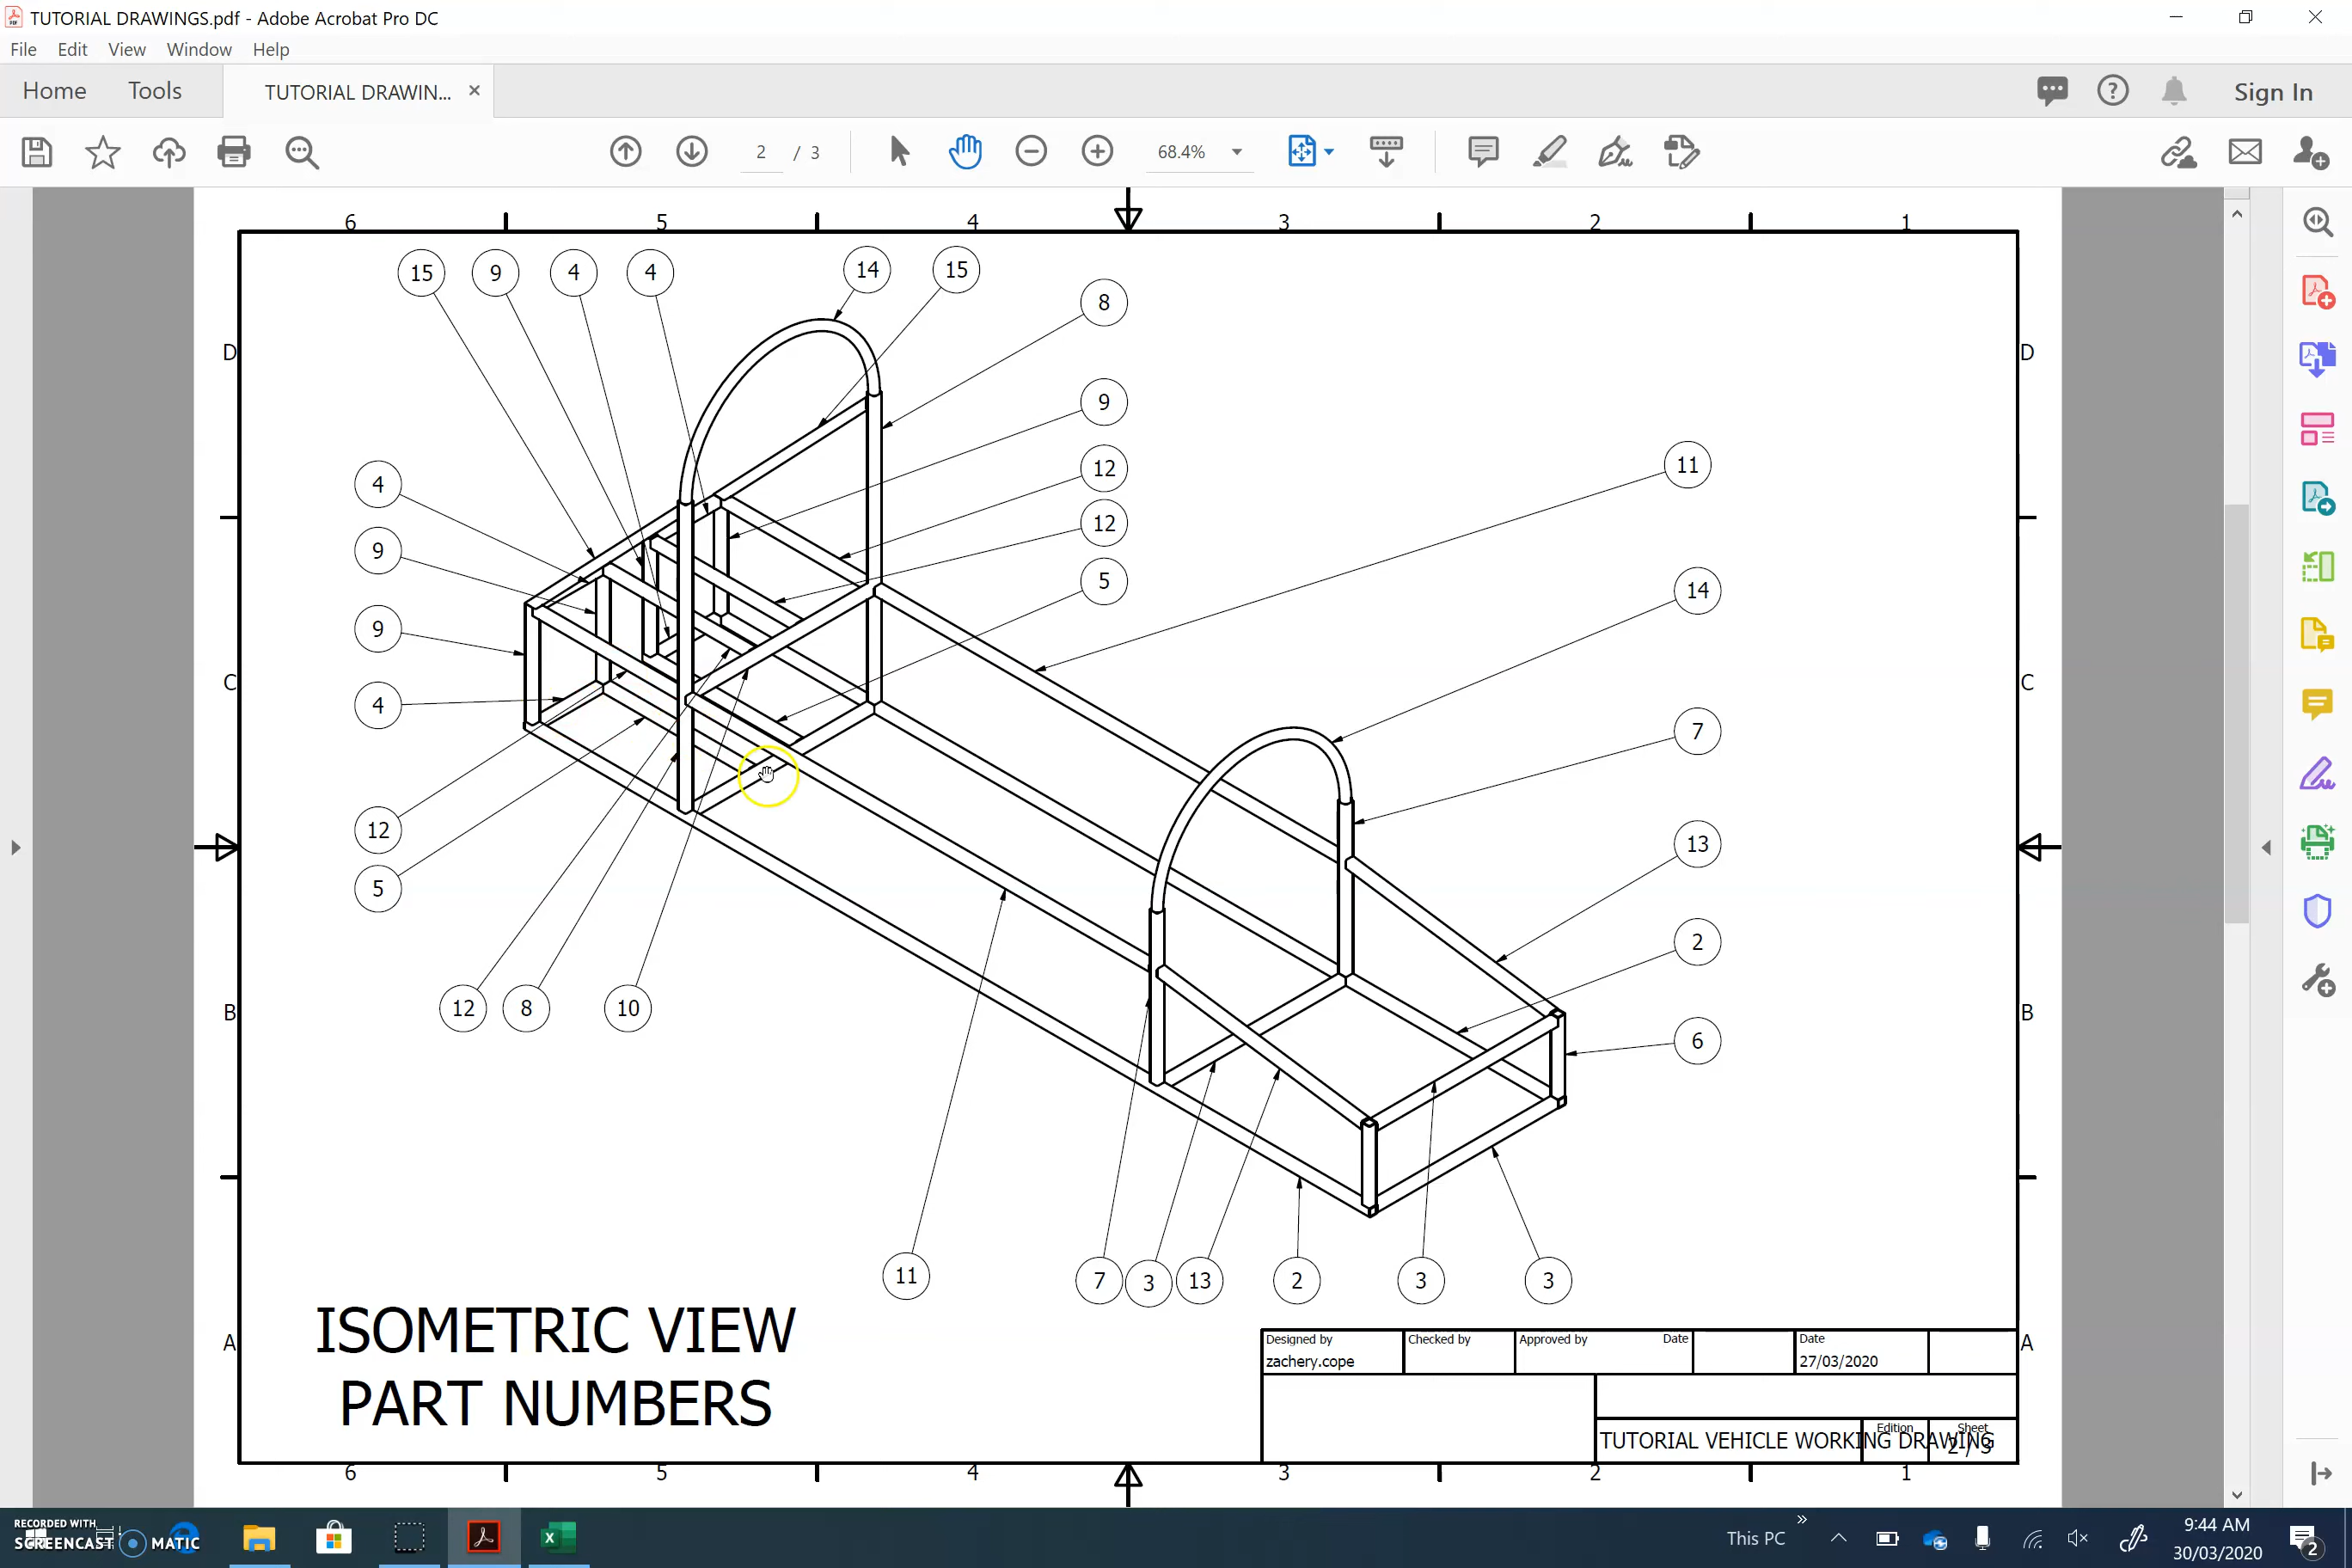 TUTORIAL DRAWINGS.pdf - Adobe Acrobat Pro DC
File Edit View Window Help
Home Tools TUTORIAL DRAWIN... × Sign In
2 / 3 68.4%
6 5 4 3 2 1
15 9 4 4 14 15
8
D D
9
4 12 11
12
9 5 14
9
C C
4 7
12 13
5
2
12 8 10
B B
6
11 7 3 13 2 3 3
ISOMETRIC VIEW
PART NUMBERS
A A
Designed by Checked by Approved by Date Date
zachery.cope 27/03/2020
Edition Sheet
TUTORIAL VEHICLE WORKING DRAWING 2 / 3
6 5 4 3 2 1
RECORDED WITH
SCREENCAST MATIC
This PC
9:44 AM
30/03/2020
2